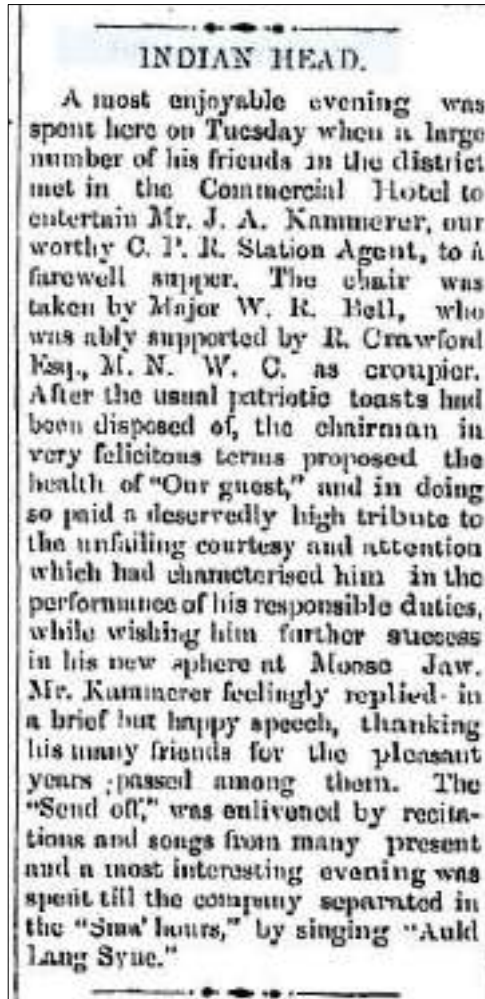 INDIAN HEAD.
A most enjoyable evening was
spent here on Tuesday when a large
number of his friends in the district
met in the Commercial Hotel to
entertain Mr. J. A. Kammerer, our
worthy C. P. R. Station Agent, to a
farewell supper. The chair was
taken by Major W. R. Bell, who
was ably supported by R. Crawford
Esq., M. N. W. C. as croupier.
After the usual patriotic toasts had
been disposed of, the chairman in
very felicitous terms proposed the
health of "Our guest," and in doing
so paid a deservedly high tribute to
the unfailing courtesy and attention
which had characterised him in the
performance of his responsible duties,
while wishing him further success
in his new sphere at Moose Jaw.
Mr. Kammerer feelingly replied in
a brief but happy speech, thanking
his many friends for the pleasant
years passed among them. The
"Send off," was enlivened by recita-
tions and songs from many present
and a most interesting evening was
spent till the company separated in
the "Sma' hours," by singing "Auld
Lang Syne."